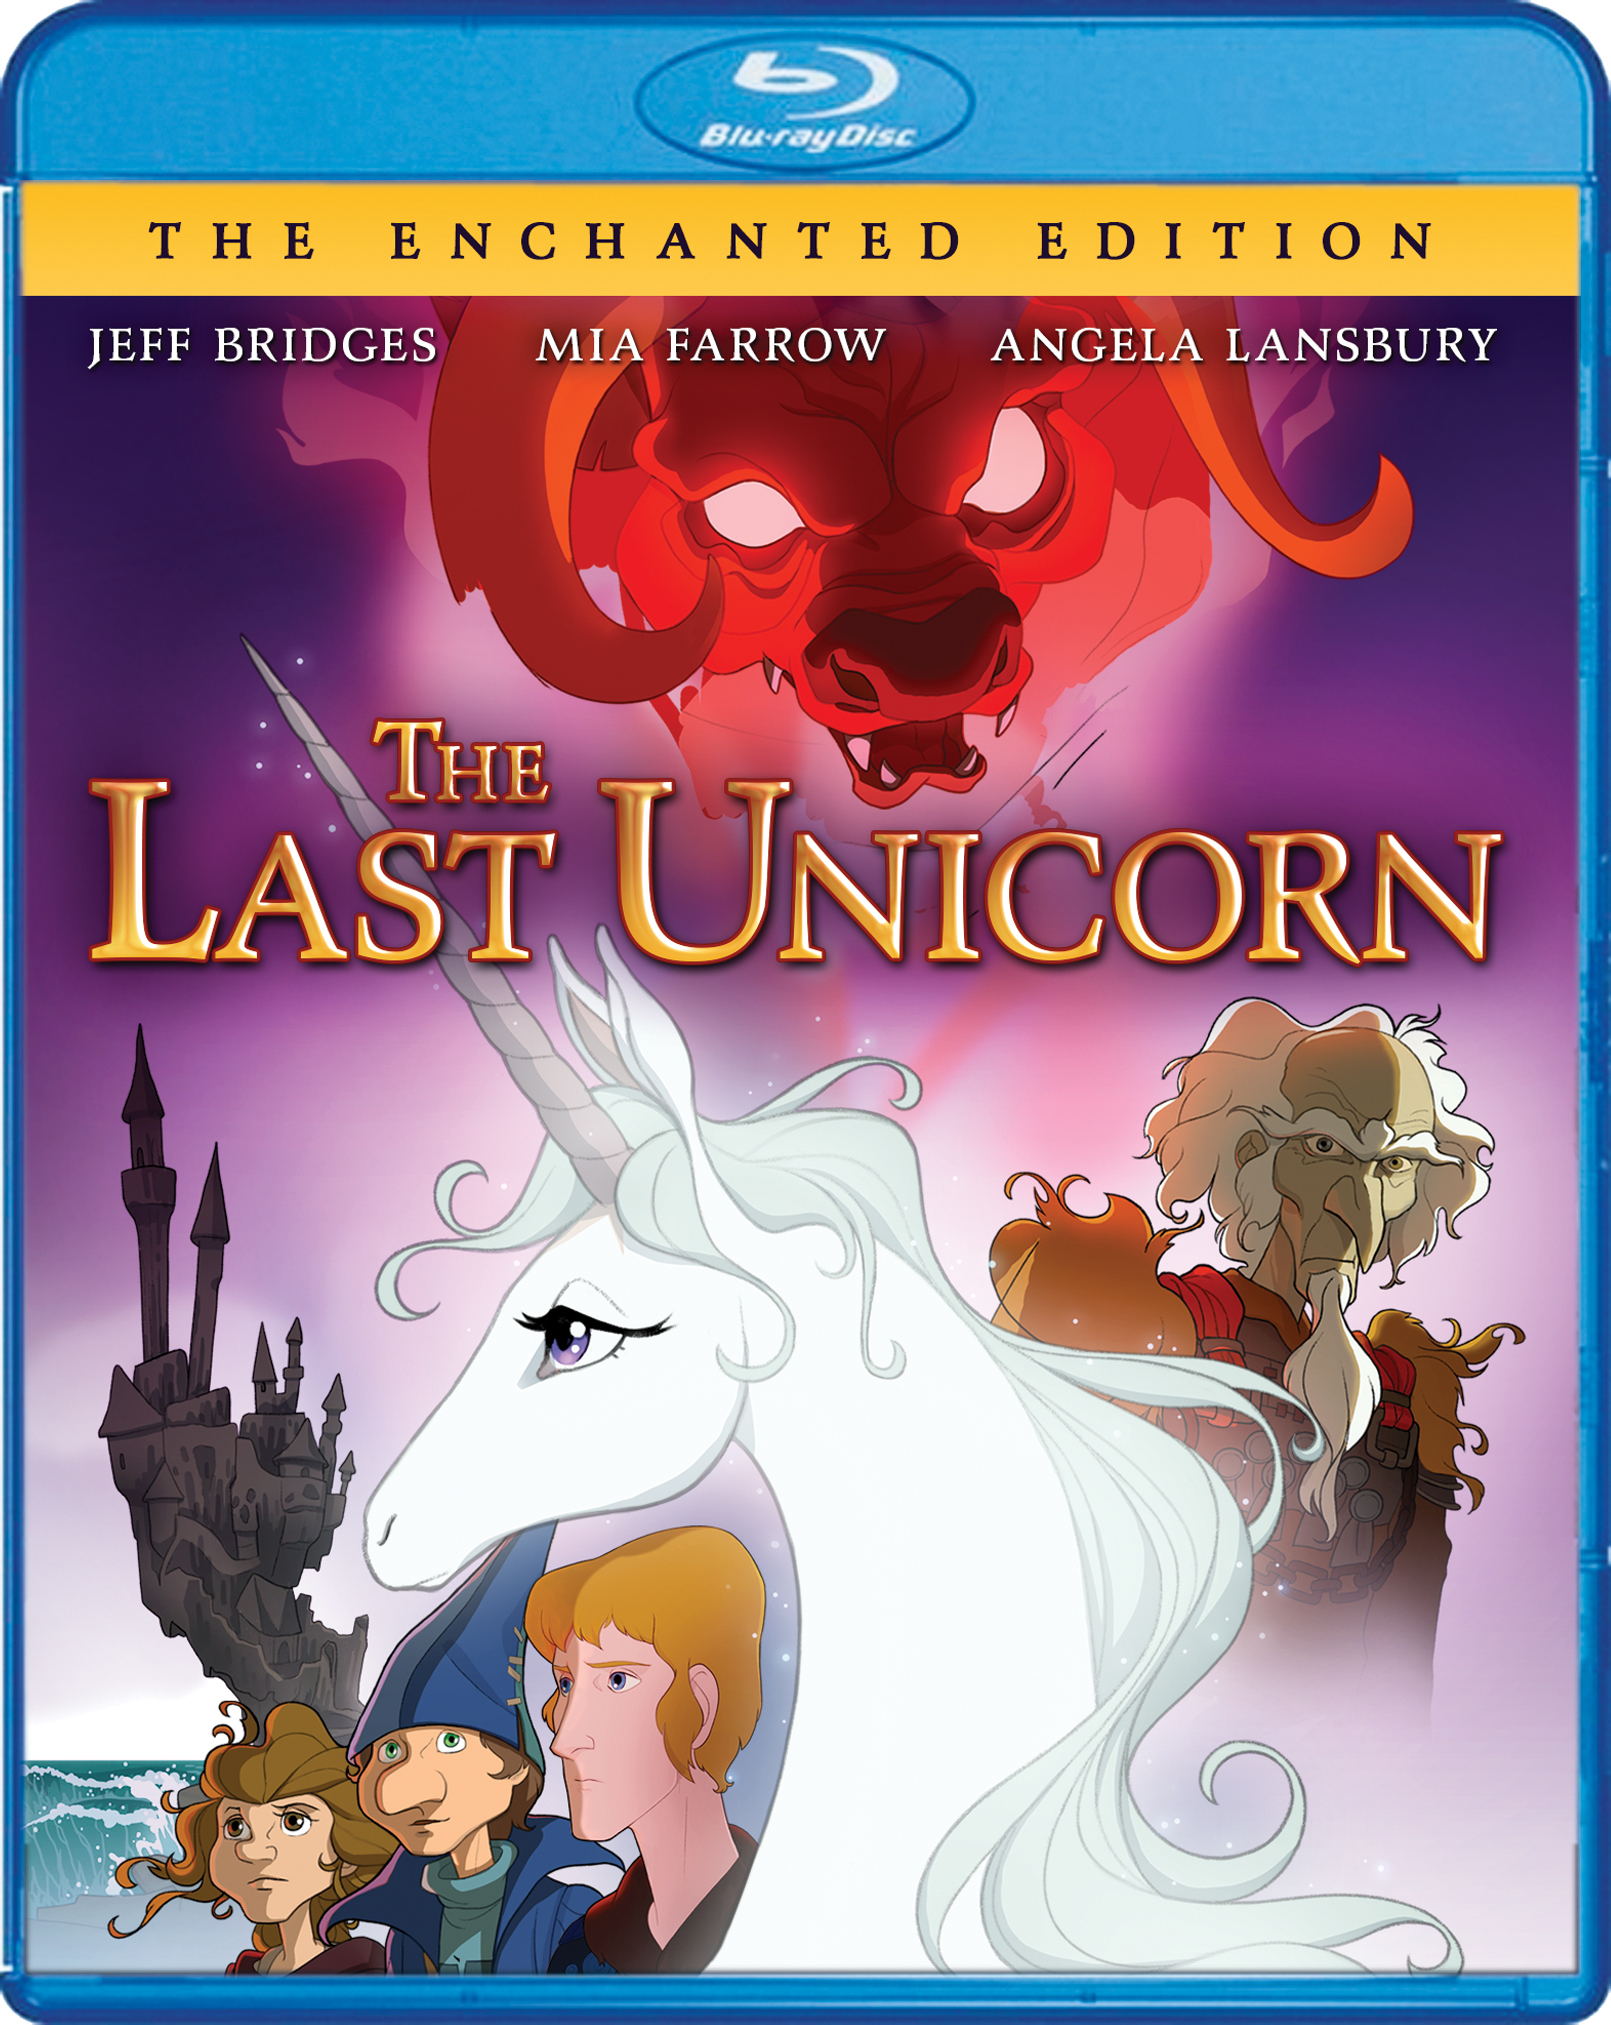 Blu-ray Disc
THE ENCHANTED EDITION
JEFF BRIDGES MIA FARROW ANGELA LANSBURY
THE
LAST UNICORN